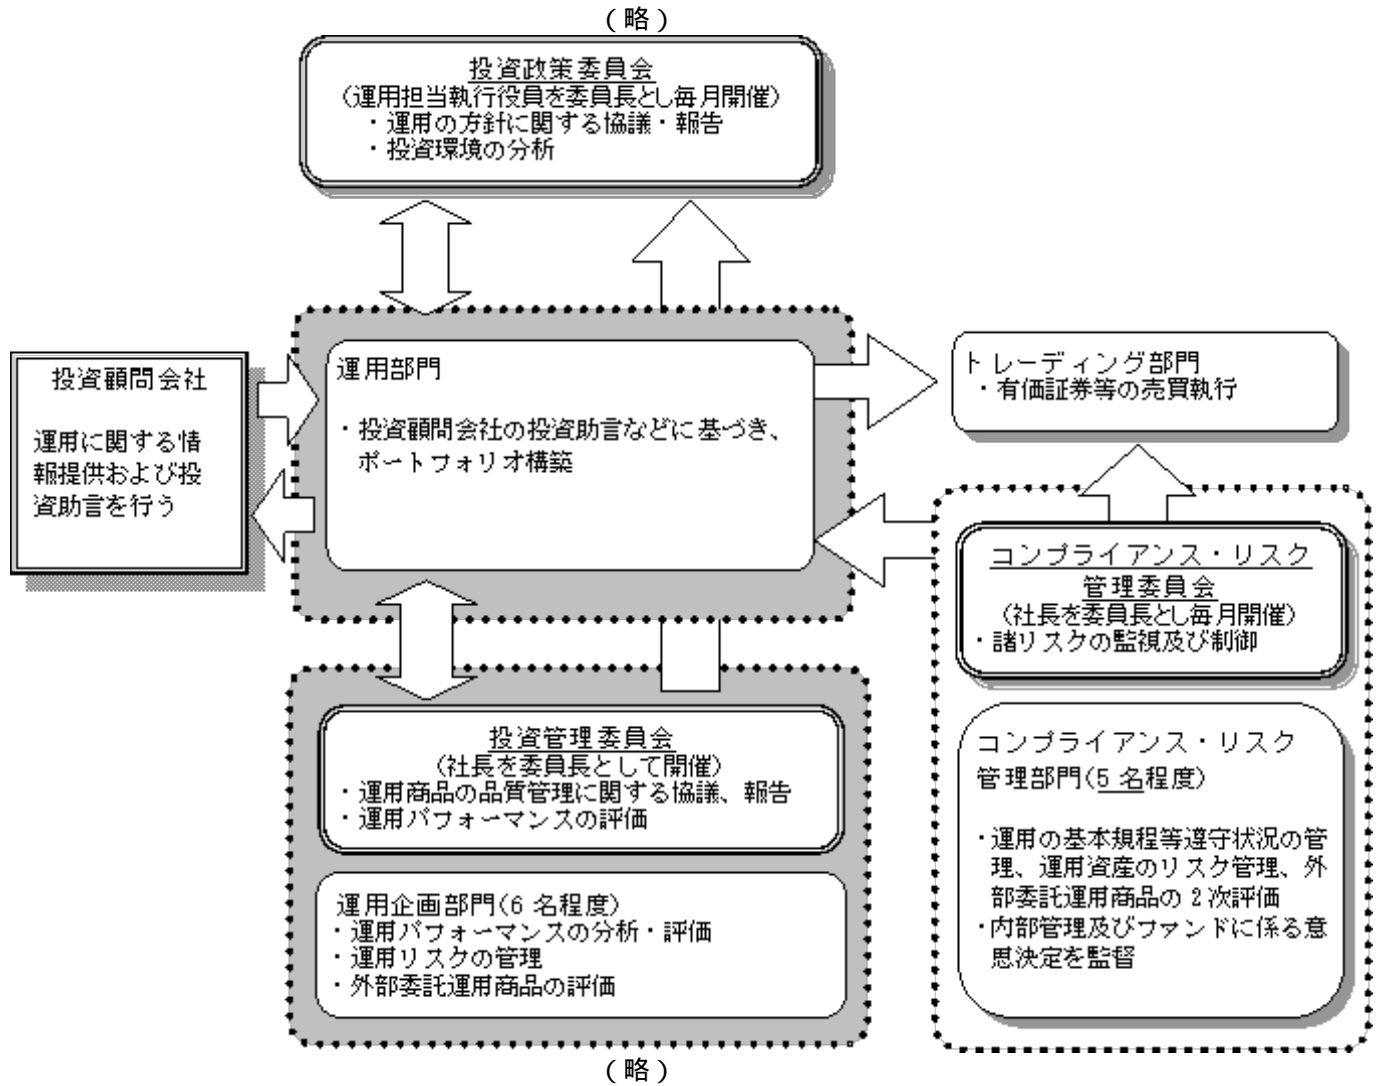 (略)
投資政策委員会
(運用担当執行役員を委員長とし毎月開催)
・運用の方針に関する協議・報告
・投資環境の分析
投資顧問会社
運用に関する情
報提供および投
資助言を行う
運用部門
・投資顧問会社の投資助言などに基づき、
ポートフォリオ構築
トレーディング部門
・有価証券等の売買執行
コンプライアンス・リスク
管理委員会
(社長を委員長とし毎月開催)
・諸リスクの監視及び制御
投資管理委員会
(社長を委員長として開催)
・運用商品の品質管理に関する協議、報告
・運用パフォーマンスの評価
コンプライアンス・リスク
管理部門(5 名程度)
・運用の基本規程等遵守状況の管
理、運用資産のリスク管理、外
部委託運用商品の 2 次評価
・内部管理及びファンドに係る意
思決定を監督
運用企画部門(6 名程度)
・運用パフォーマンスの分析・評価
・運用リスクの管理
・外部委託運用商品の評価
(略)